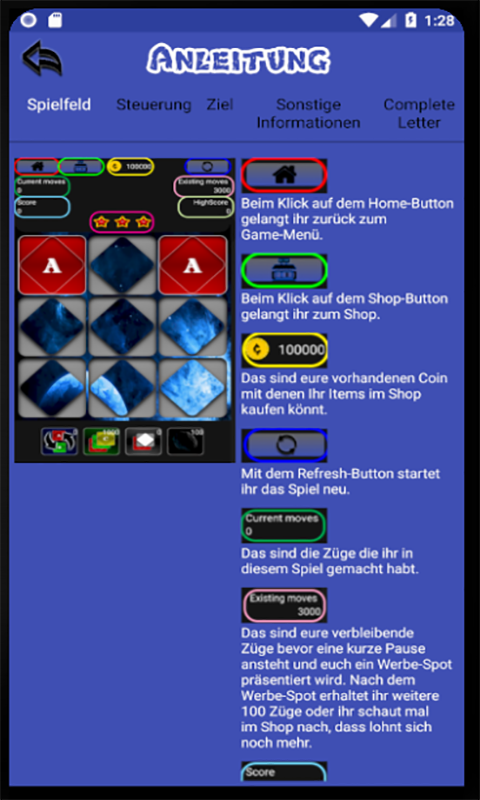 1:28
ANLEITUNG
Spielfeld
Steuerung
Ziel
Sonstige
Informationen
Complete
Letter
100000
Current moves
0
Existing moves
3000
Score
0
HighScore
0
A
A
Beim Klick auf dem Home-Button
gelangt ihr zurück zum
Game-Menü.
Beim Klick auf dem Shop-Button
gelangt ihr zum Shop.
¢ 100000
Das sind eure vorhandenen Coin
mit denen Ihr Items im Shop
kaufen könnt.
Mit dem Refresh-Button startet
ihr das Spiel neu.
Current moves
0
Das sind die Züge die ihr in
diesem Spiel gemacht habt.
Existing moves
3000
Das sind eure verbleibende
Züge bevor eine kurze Pause
ansteht und euch ein Werbe-Spot
präsentiert wird. Nach dem
Werbe-Spot erhaltet ihr weitere
100 Züge oder ihr schaut mal
im Shop nach, dass lohnt sich
noch mehr.
Score